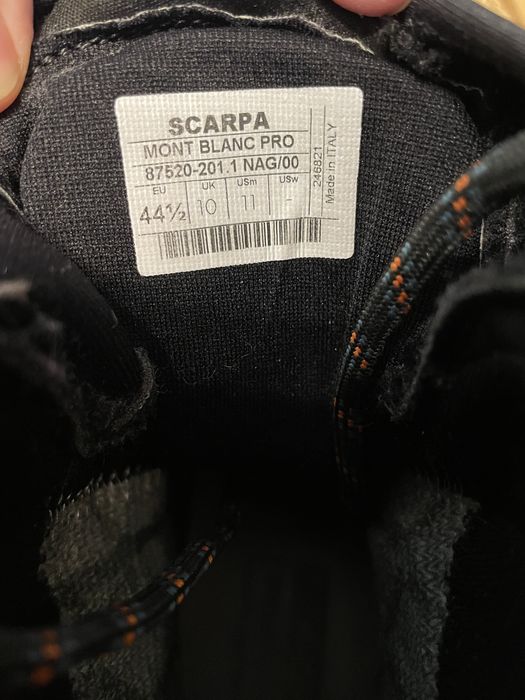 SCARPA
MONT BLANC PRO
87520-201.1 NAG/00
EU UK USm USw
44½ 10 11 -
246821
Made in ITALY